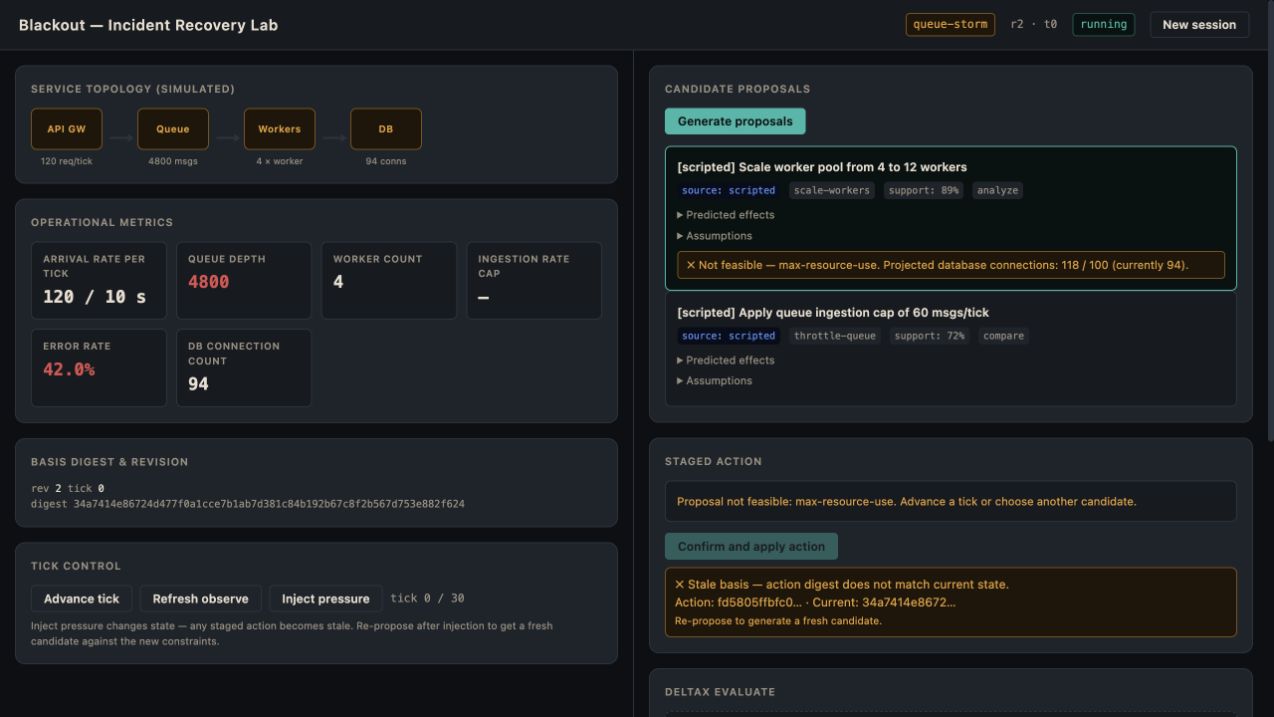 Blackout — Incident Recovery Lab
queue-storm r2 · t0 running New session
SERVICE TOPOLOGY (SIMULATED)
API GW Queue Workers DB
120 req/tick 4800 msgs 4 × worker 94 conns
OPERATIONAL METRICS
ARRIVAL RATE PER TICK
120 / 10 s
QUEUE DEPTH
4800
WORKER COUNT
4
INGESTION RATE CAP
—
ERROR RATE
42.0%
DB CONNECTION COUNT
94
BASIS DIGEST & REVISION
rev 2 tick 0
digest 34a7414e86724d477f0a1cce7b1ab7d381c84b192b67c8f2b567d753e882f624
TICK CONTROL
Advance tick Refresh observe Inject pressure tick 0 / 30
Inject pressure changes state — any staged action becomes stale. Re-propose after injection to get a fresh
candidate against the new constraints.
CANDIDATE PROPOSALS
Generate proposals
[scripted] Scale worker pool from 4 to 12 workers
source: scripted scale-workers support: 89% analyze
▶ Predicted effects
▶ Assumptions
✕ Not feasible — max-resource-use. Projected database connections: 118 / 100 (currently 94).
[scripted] Apply queue ingestion cap of 60 msgs/tick
source: scripted throttle-queue support: 72% compare
▶ Predicted effects
▶ Assumptions
STAGED ACTION
Proposal not feasible: max-resource-use. Advance a tick or choose another candidate.
Confirm and apply action
✕ Stale basis — action digest does not match current state.
Action: fd5805ffbfc0… · Current: 34a7414e8672…
Re-propose to generate a fresh candidate.
DELTAX EVALUATE